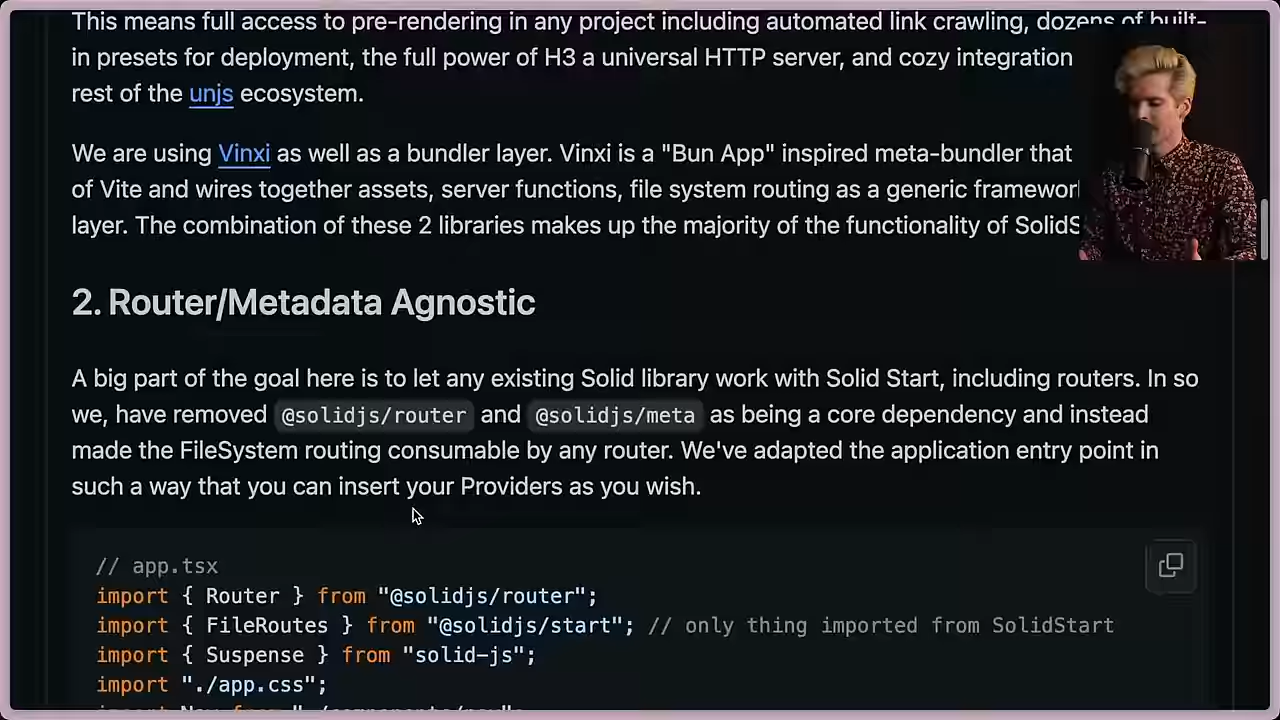 This means full access to pre-rendering in any project including automated link crawling, dozens of built-
in presets for deployment, the full power of H3 a universal HTTP server, and cozy integration
rest of the unjs ecosystem.
We are using Vinxi as well as a bundler layer. Vinxi is a "Bun App" inspired meta-bundler that
of Vite and wires together assets, server functions, file system routing as a generic framework
layer. The combination of these 2 libraries makes up the majority of the functionality of SolidS
2. Router/Metadata Agnostic
A big part of the goal here is to let any existing Solid library work with Solid Start, including routers. In so
we, have removed @solidjs/router and @solidjs/meta as being a core dependency and instead
made the FileSystem routing consumable by any router. We've adapted the application entry point in
such a way that you can insert your Providers as you wish.
// app.tsx
import { Router } from "@solidjs/router";
import { FileRoutes } from "@solidjs/start"; // only thing imported from SolidStart
import { Suspense } from "solid-js";
import "./app.css";